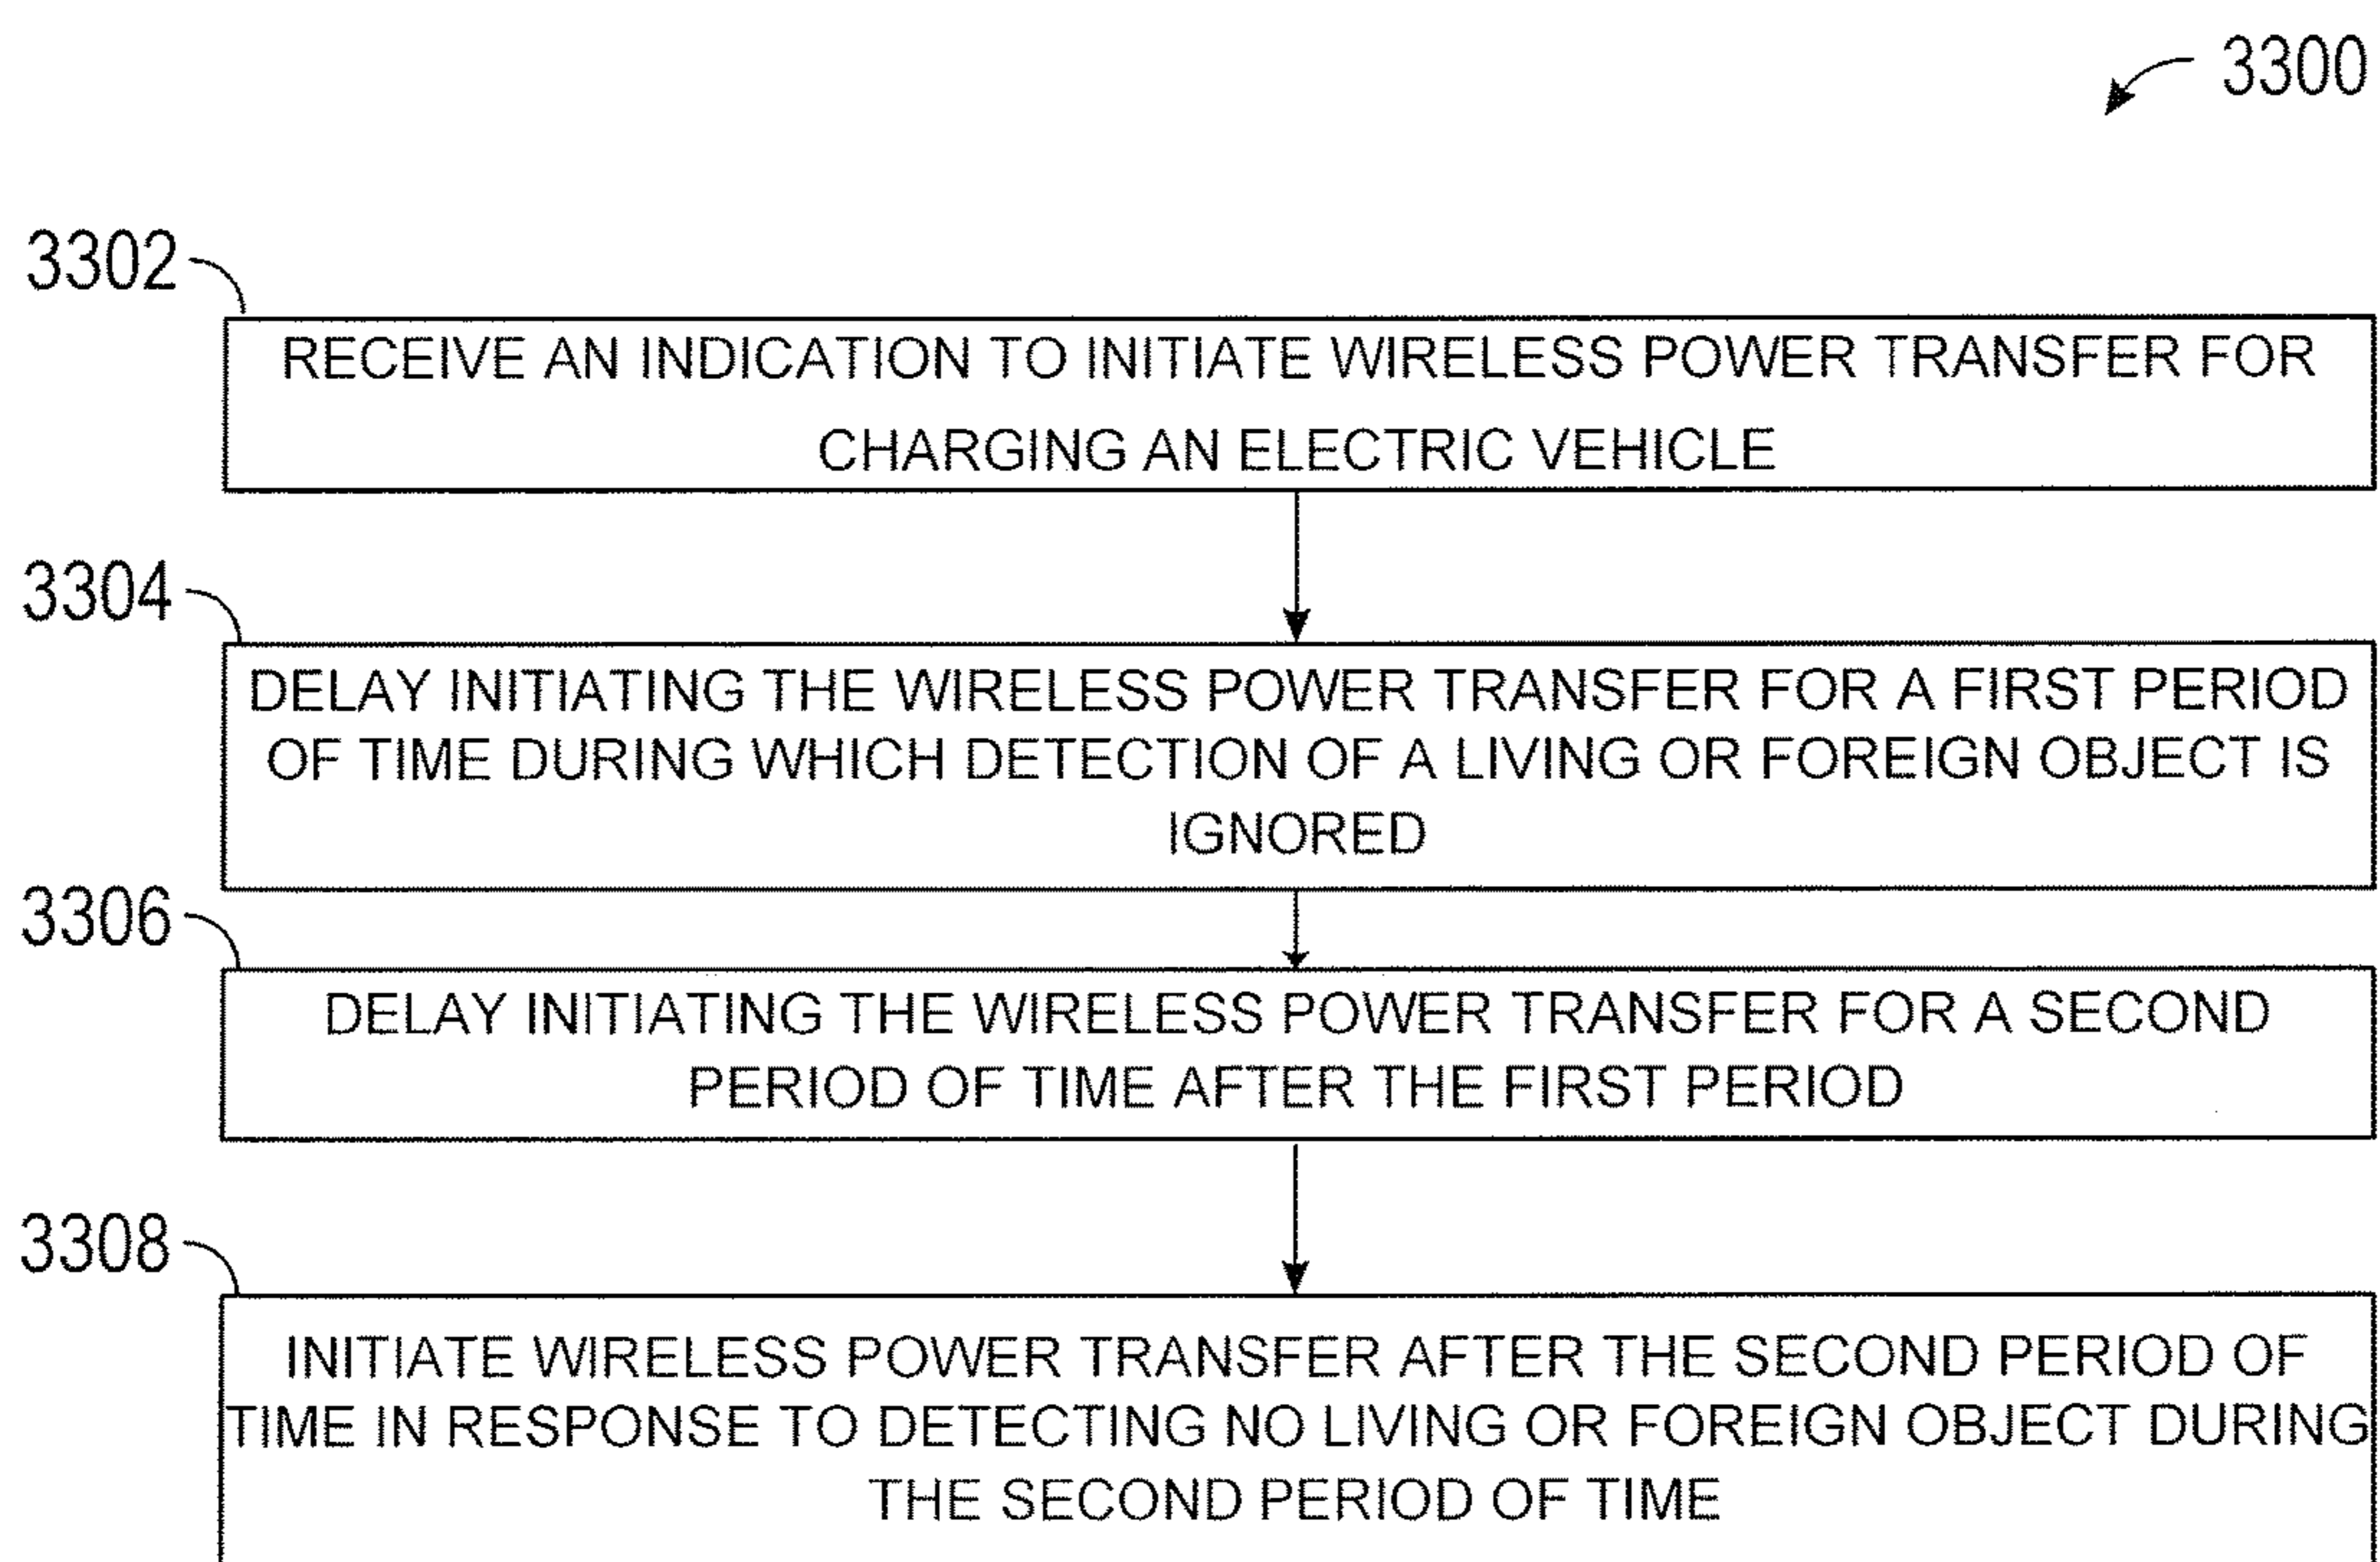 3300
3302
RECEIVE AN INDICATION TO INITIATE WIRELESS POWER TRANSFER FOR
CHARGING AN ELECTRIC VEHICLE
3304
DELAY INITIATING THE WIRELESS POWER TRANSFER FOR A FIRST PERIOD
OF TIME DURING WHICH DETECTION OF A LIVING OR FOREIGN OBJECT IS
IGNORED
3306
DELAY INITIATING THE WIRELESS POWER TRANSFER FOR A SECOND
PERIOD OF TIME AFTER THE FIRST PERIOD
3308
INITIATE WIRELESS POWER TRANSFER AFTER THE SECOND PERIOD OF
TIME IN RESPONSE TO DETECTING NO LIVING OR FOREIGN OBJECT DURING
THE SECOND PERIOD OF TIME